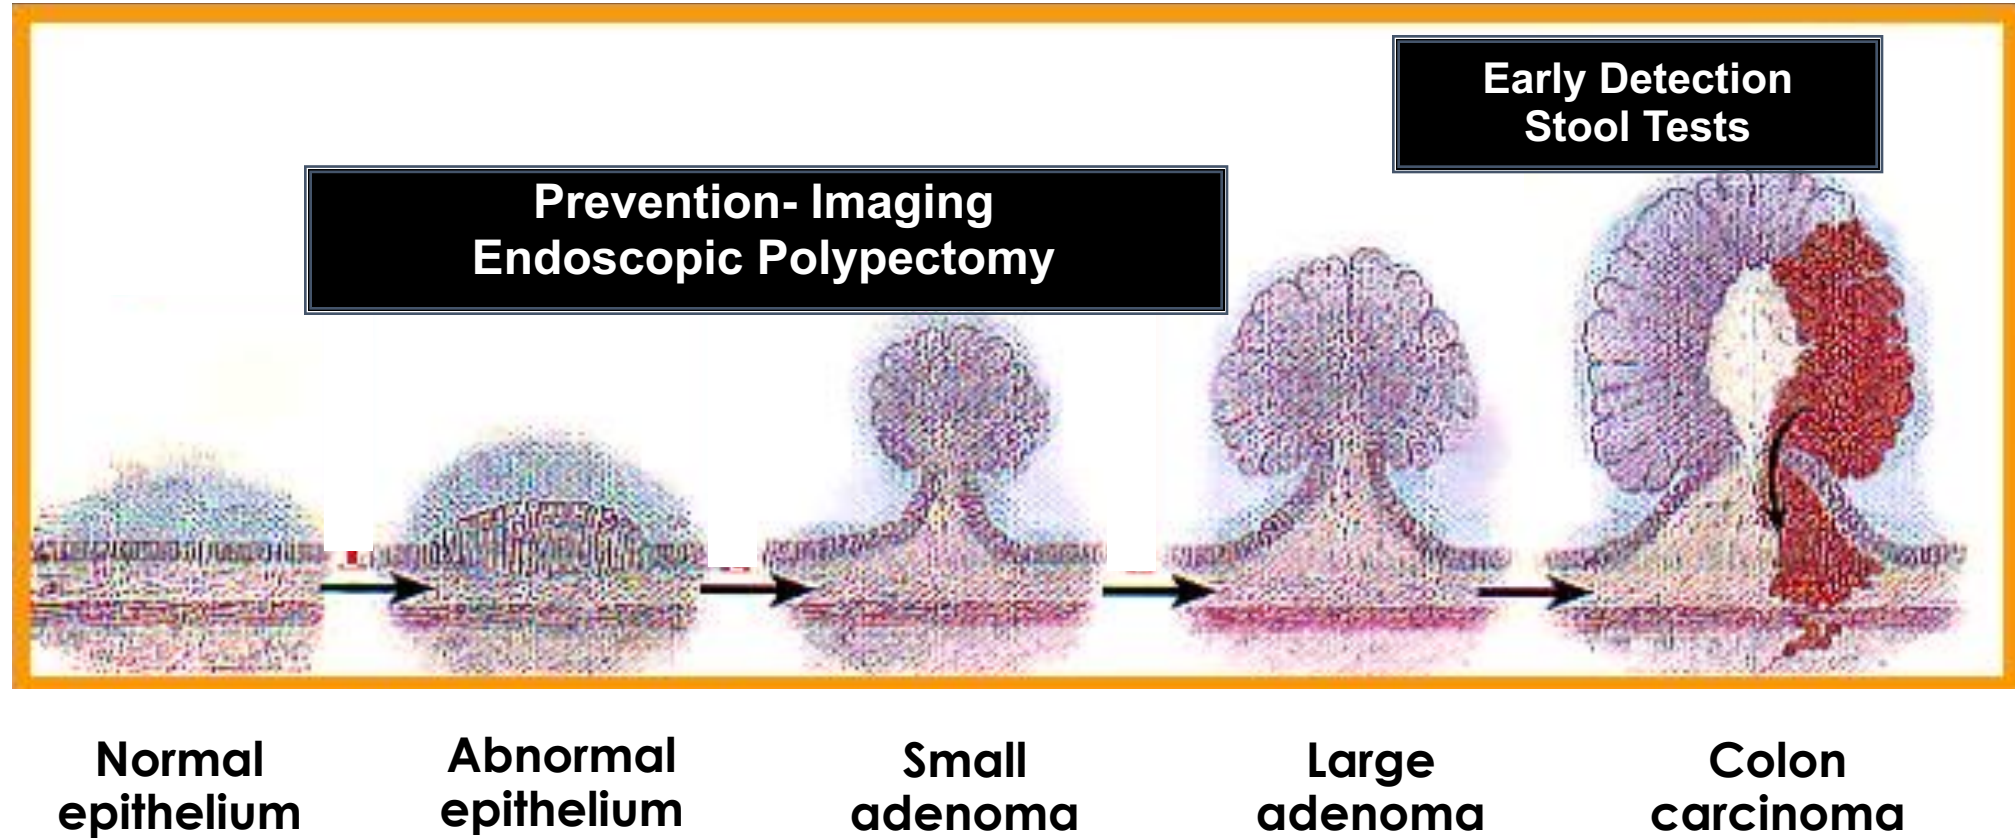 Early Detection
Stool Tests
Prevention- Imaging
Endoscopic Polypectomy
Normal
epithelium
Abnormal
epithelium
Small
adenoma
Large
adenoma
Colon
carcinoma